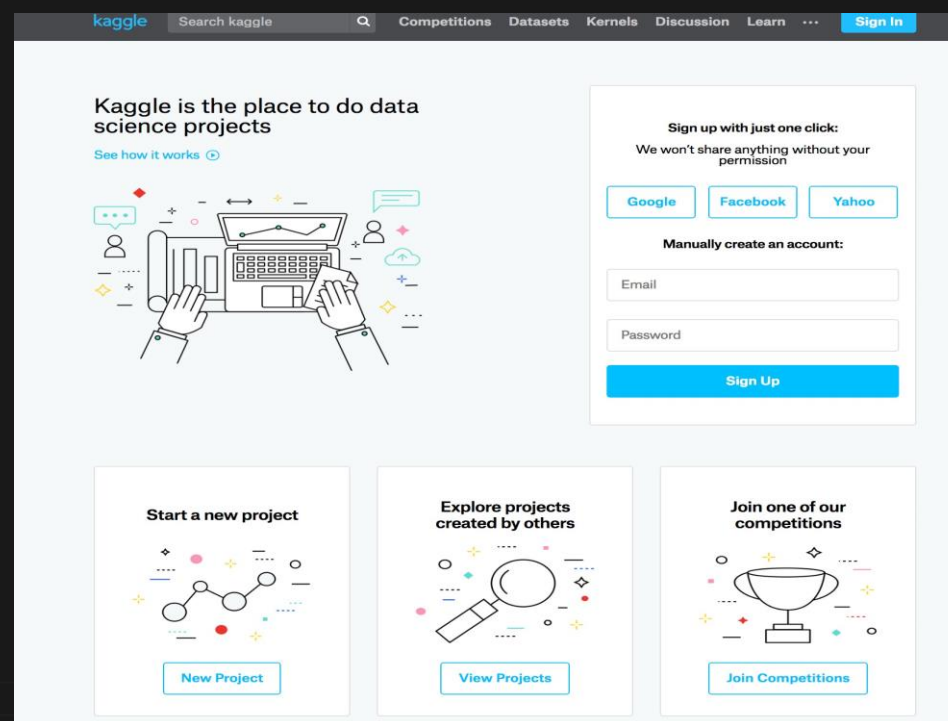 kaggle Search kaggle Competitions Datasets Kernels Discussion Learn ··· Sign In
Kaggle is the place to do data
science projects
See how it works
Sign up with just one click:
We won't share anything without your
permission
Google Facebook Yahoo
Manually create an account:
Email
Password
Sign Up
Start a new project
New Project
Explore projects
created by others
View Projects
Join one of our
competitions
Join Competitions